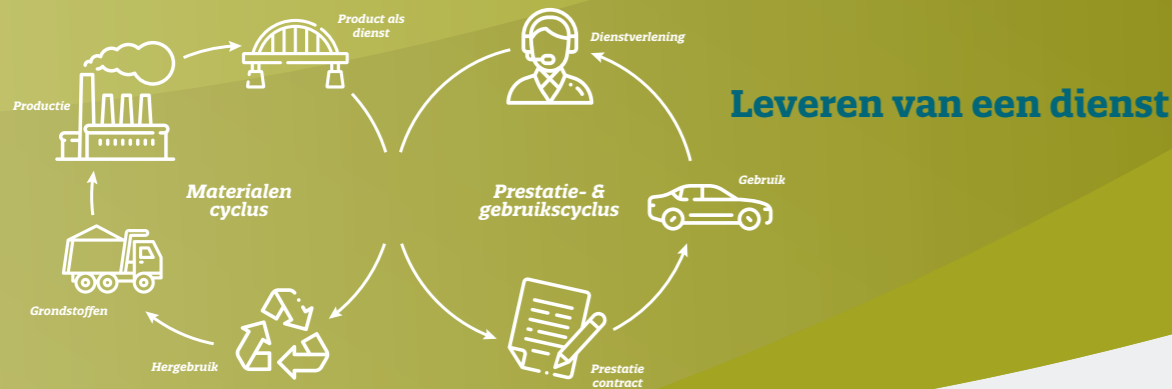 Product als
dienst
Dienstverlening
Leveren van een dienst
Productie
Materialen
cyclus
Prestatie- &
gebruikscyclus
Gebruik
Grondstoffen
Hergebruik
Prestatie
contract